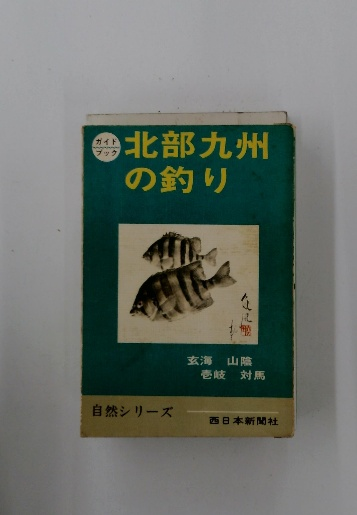 ガイド
ブック
北部九州
の釣り
玄海 山陰
壱岐 対馬
自然シリーズ
西日本新聞社